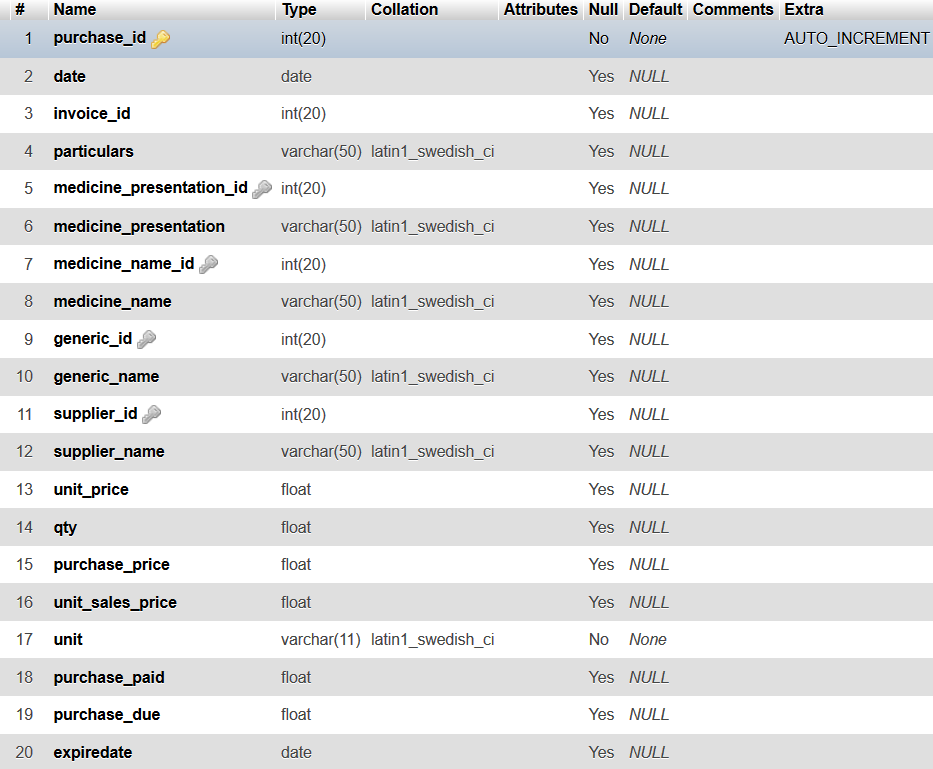 # Name Type Collation Attributes Null Default Comments Extra
1 purchase_id int(20) No None AUTO_INCREMENT
2 date date Yes NULL
3 invoice_id int(20) Yes NULL
4 particulars varchar(50) latin1_swedish_ci Yes NULL
5 medicine_presentation_id int(20) Yes NULL
6 medicine_presentation varchar(50) latin1_swedish_ci Yes NULL
7 medicine_name_id int(20) Yes NULL
8 medicine_name varchar(50) latin1_swedish_ci Yes NULL
9 generic_id int(20) Yes NULL
10 generic_name varchar(50) latin1_swedish_ci Yes NULL
11 supplier_id int(20) Yes NULL
12 supplier_name varchar(50) latin1_swedish_ci Yes NULL
13 unit_price float Yes NULL
14 qty float Yes NULL
15 purchase_price float Yes NULL
16 unit_sales_price float Yes NULL
17 unit varchar(11) latin1_swedish_ci No None
18 purchase_paid float Yes NULL
19 purchase_due float Yes NULL
20 expiredate date Yes NULL